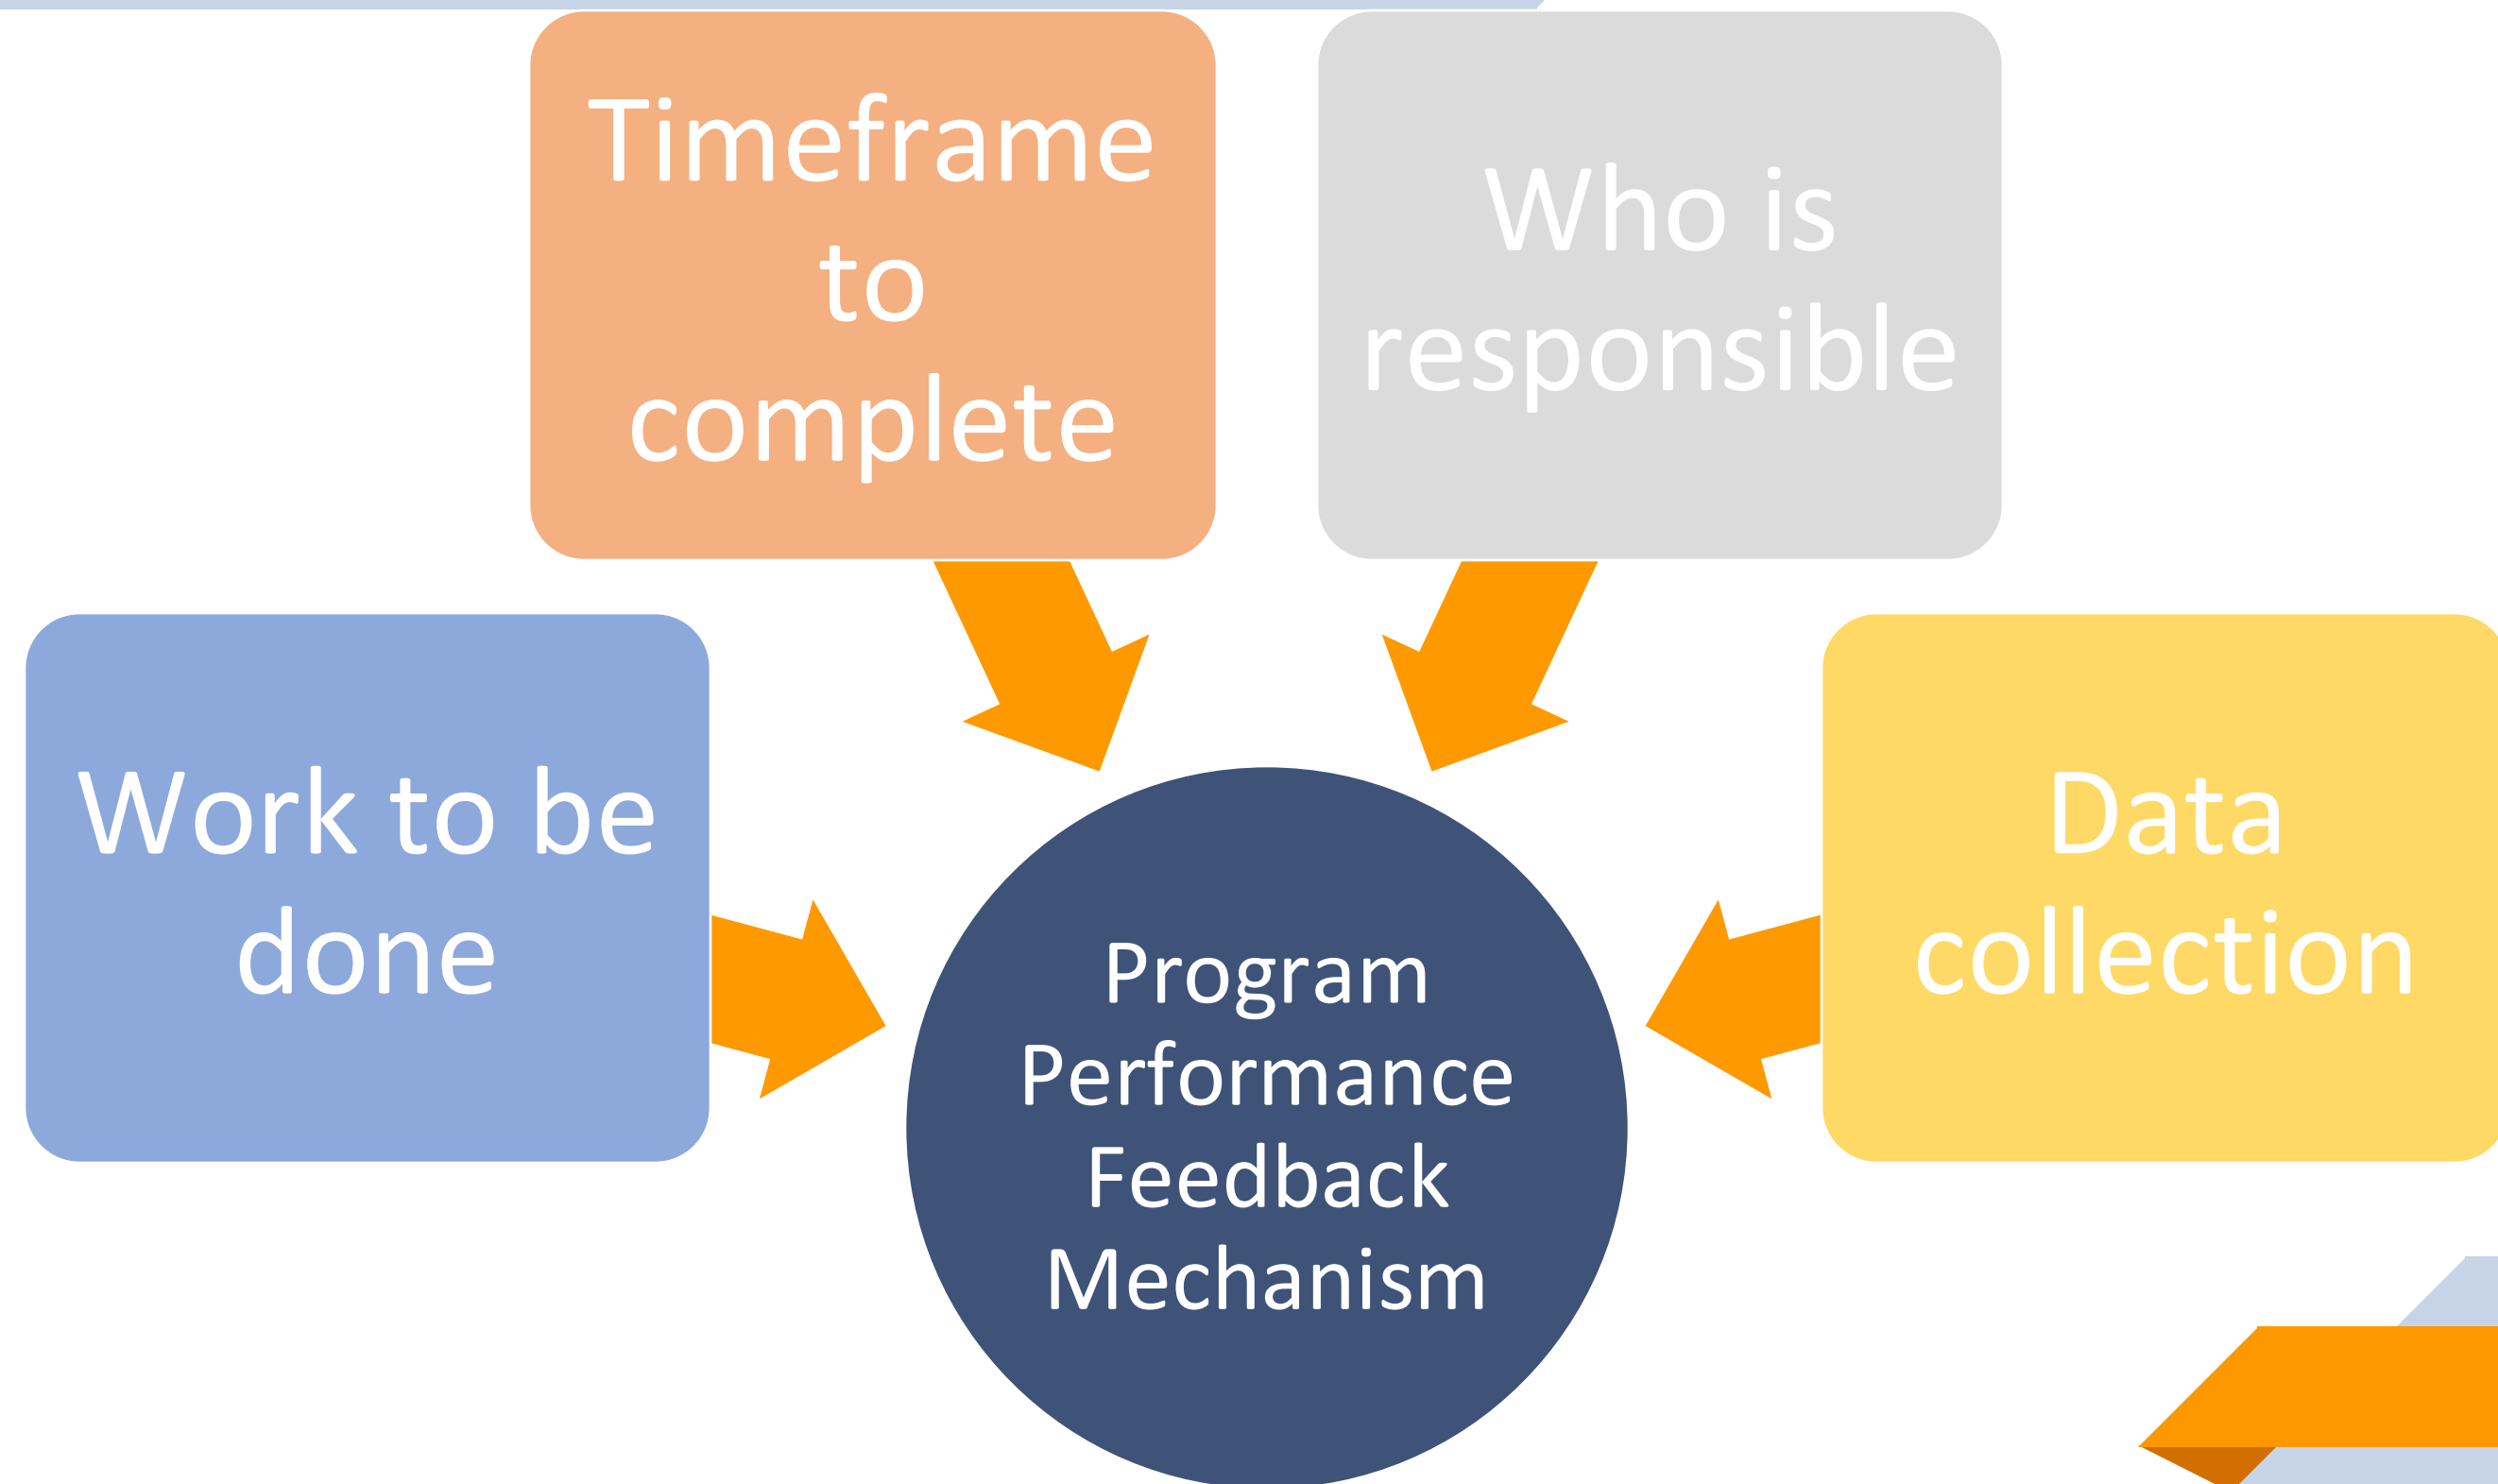 Timeframe
to
complete
Who is
responsible
Work to be
done
Data
collection
Program
Performance
Feedback
Mechanism